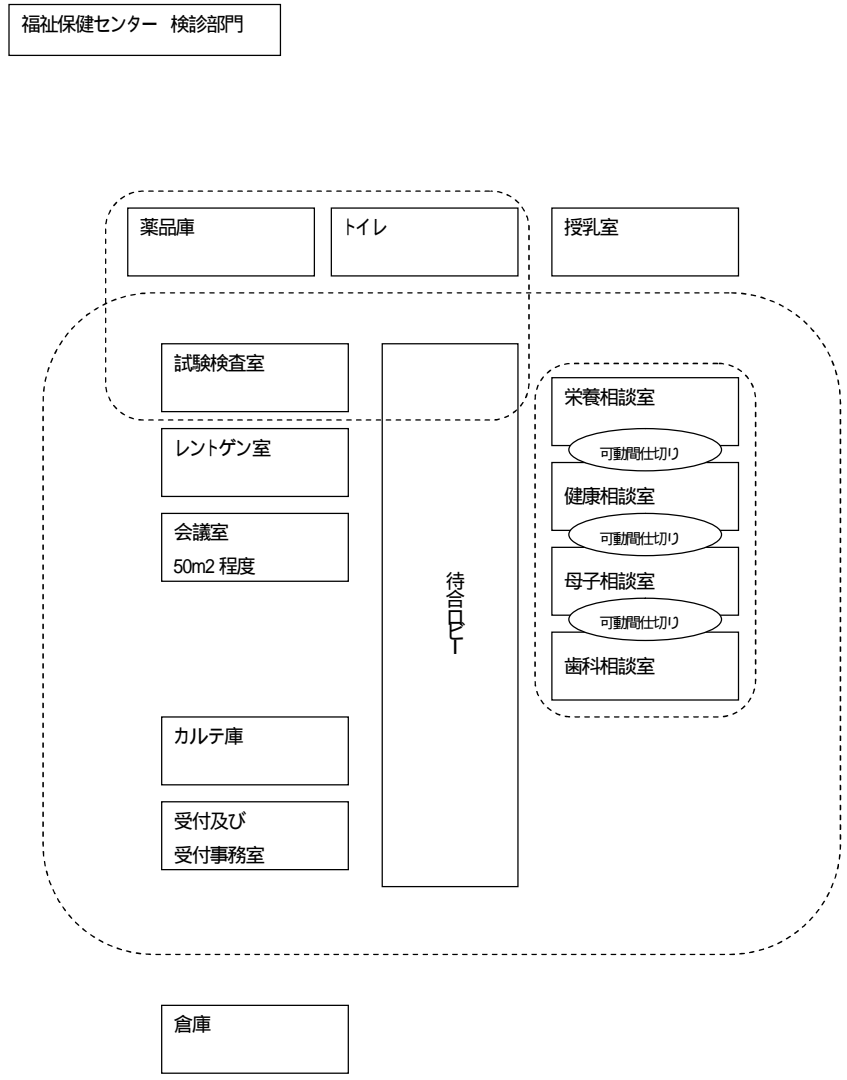 福祉保健センター 検診部門
薬品庫
トイレ
授乳室
試験検査室
レントゲン室
会議室
50m2 程度
待合ロビー
栄養相談室
可動間仕切り
健康相談室
可動間仕切り
母子相談室
可動間仕切り
歯科相談室
カルテ庫
受付及び
受付事務室
倉庫